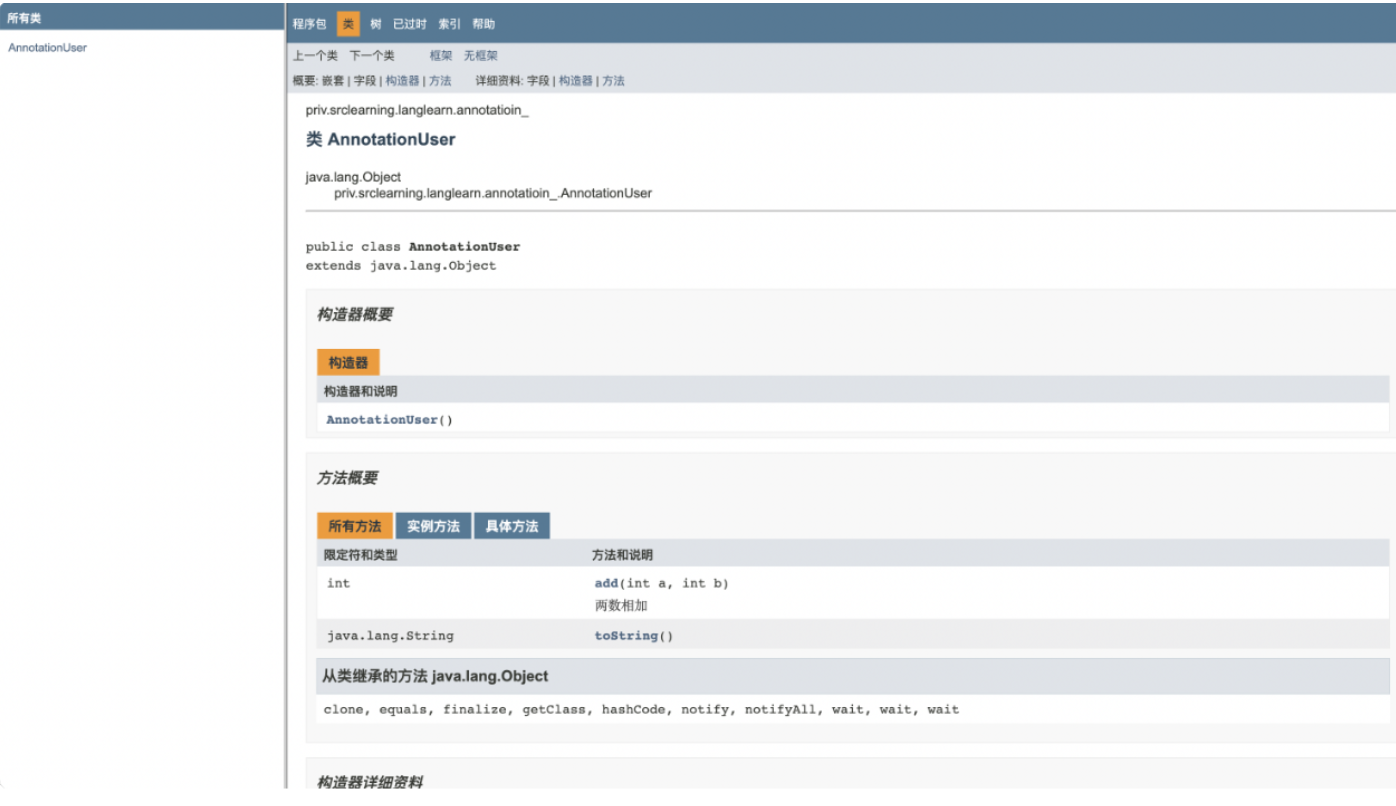 所有类
AnnotationUser
程序包 类 树 已过时 索引 帮助
上一个类 下一个类 框架 无框架
概要: 嵌套 | 字段 | 构造器 | 方法 详细资料: 字段 | 构造器 | 方法
priv.srclearning.langlearn.annotatioin_
类 AnnotationUser
java.lang.Object
priv.srclearning.langlearn.annotatioin_.AnnotationUser
public class AnnotationUser
extends java.lang.Object
构造器概要
构造器
构造器和说明
AnnotationUser()
方法概要
所有方法 实例方法 具体方法
限定符和类型 方法和说明
int add(int a, int b)
两数相加
java.lang.String toString()
从类继承的方法 java.lang.Object
clone, equals, finalize, getClass, hashCode, notify, notifyAll, wait, wait, wait
构造器详细资料